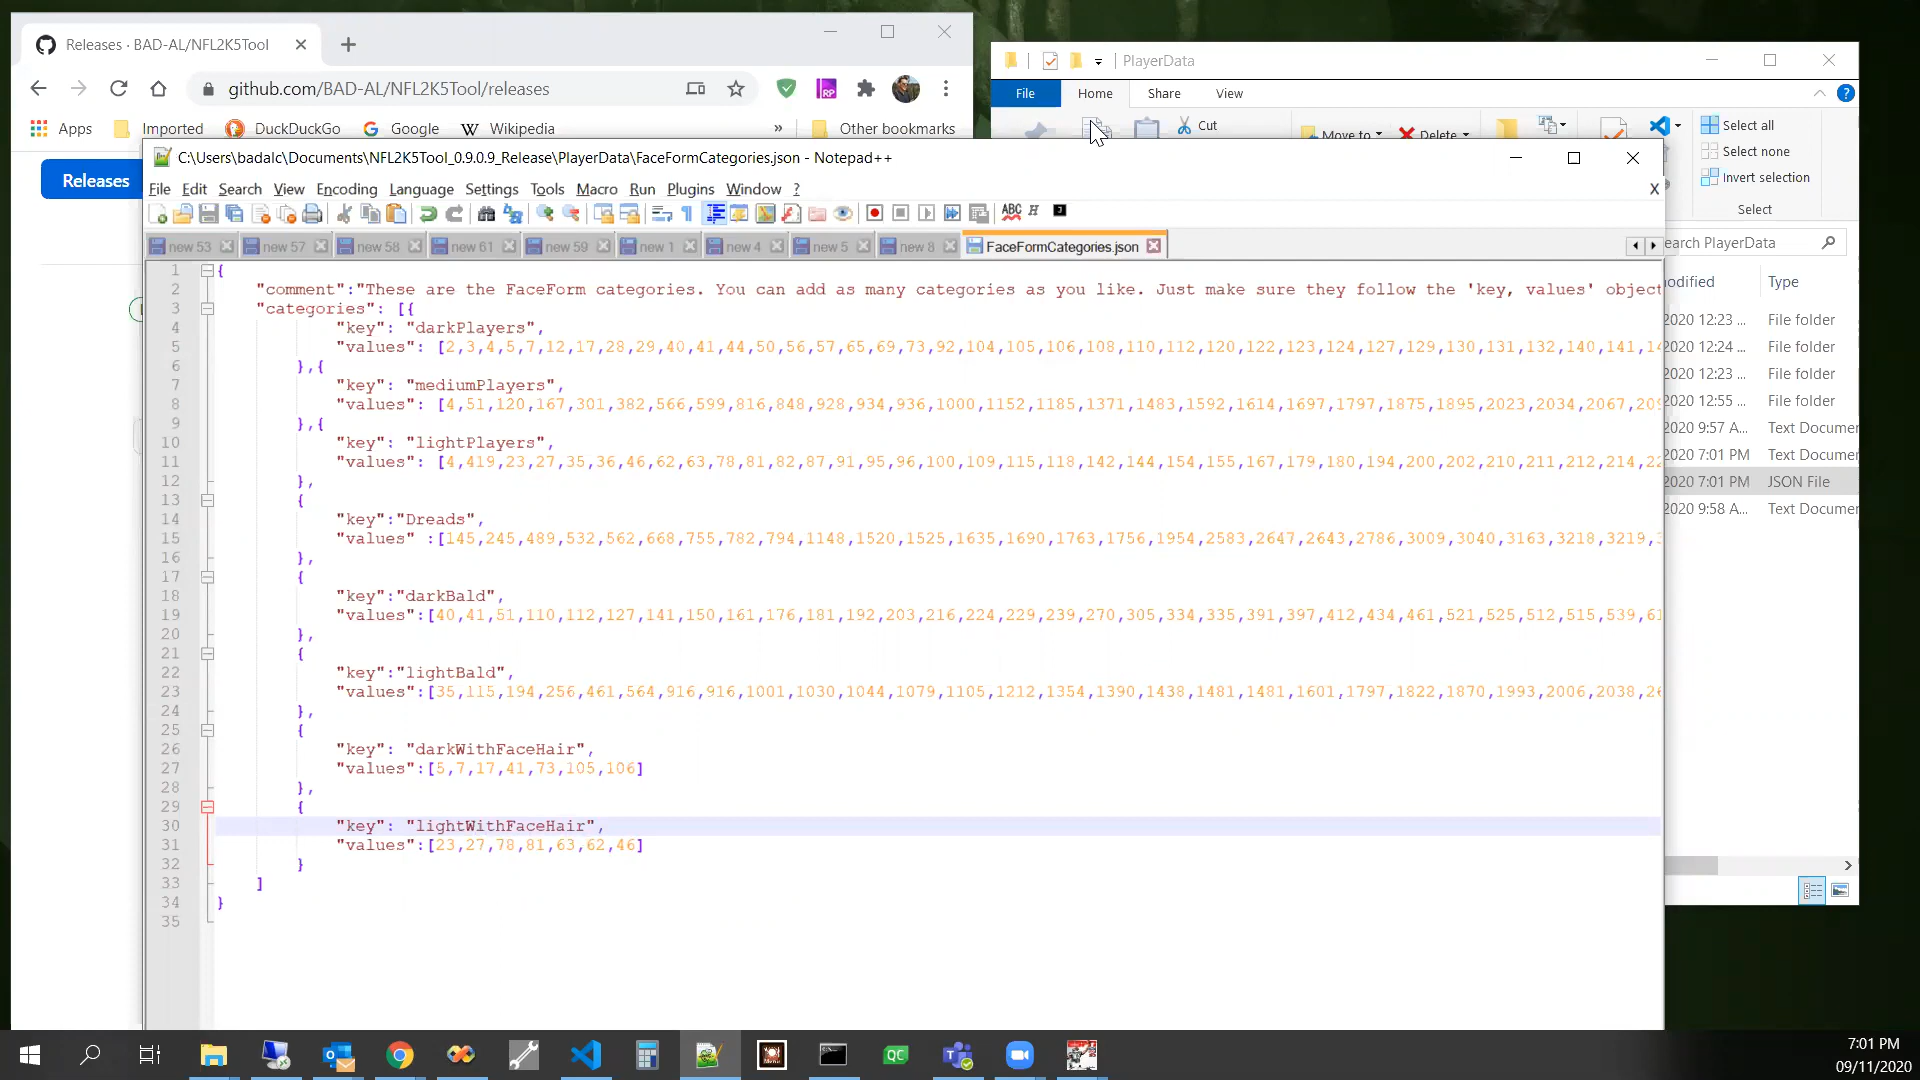 Releases · BAD-AL/NFL2K5Tool
github.com/BAD-AL/NFL2K5Tool/releases
Apps
Imported
DuckDuckGo
Google
Wikipedia
»
Other bookmarks
Releases
PlayerData
File
Home
Share
View
Cut
Move to
Delete
Select all
Select none
Invert selection
Select
earch PlayerData
odified
Type
2020 12:23 ... File folder
2020 12:24 ... File folder
2020 12:23 ... File folder
2020 12:55 ... File folder
2020 9:57 A... Text Documen
2020 7:01 PM Text Documen
2020 7:01 PM JSON File
2020 9:58 A... Text Documen
C:\Users\badalc\Documents\NFL2K5Tool_0.9.0.9_Release\PlayerData\FaceFormCategories.json - Notepad++
File Edit Search View Encoding Language Settings Tools Macro Run Plugins Window ?
X
new 53 new 57 new 58 new 61 new 59 new 1 new 4 new 5 new 8 FaceFormCategories.json
1 {
2 "comment":"These are the FaceForm categories. You can add as many categories as you like. Just make sure they follow the 'key, values' object
3 "categories": [{
4 "key": "darkPlayers",
5 "values": [2,3,4,5,7,12,17,28,29,40,41,44,50,56,57,65,69,73,92,104,105,106,108,110,112,120,122,123,124,127,129,130,131,132,140,141,1
6 },{
7 "key": "mediumPlayers",
8 "values": [4,51,120,167,301,382,566,599,816,848,928,934,936,1000,1152,1185,1371,1483,1592,1614,1697,1797,1875,1895,2023,2034,2067,209
9 },{
10 "key": "lightPlayers",
11 "values": [4,419,23,27,35,36,46,62,63,78,81,82,87,91,95,96,100,109,115,118,142,144,154,155,167,179,180,194,200,202,210,211,212,214,22
12 },
13 {
14 "key":"Dreads",
15 "values" :[145,245,489,532,562,668,755,782,794,1148,1520,1525,1635,1690,1763,1756,1954,2583,2647,2643,2786,3009,3040,3163,3218,3219,3
16 },
17 {
18 "key":"darkBald",
19 "values":[40,41,51,110,112,127,141,150,161,176,181,192,203,216,224,229,239,270,305,334,335,391,397,412,434,461,521,525,512,515,539,61
20 },
21 {
22 "key":"lightBald",
23 "values":[35,115,194,256,461,564,916,916,1001,1030,1044,1079,1105,1212,1354,1390,1438,1481,1481,1601,1797,1822,1870,1993,2006,2038,26
24 },
25 {
26 "key": "darkWithFaceHair",
27 "values":[5,7,17,41,73,105,106]
28 },
29 {
30 "key": "lightWithFaceHair",
31 "values":[23,27,78,81,63,62,46]
32 }
33 ]
34 }
35
7:01 PM
09/11/2020